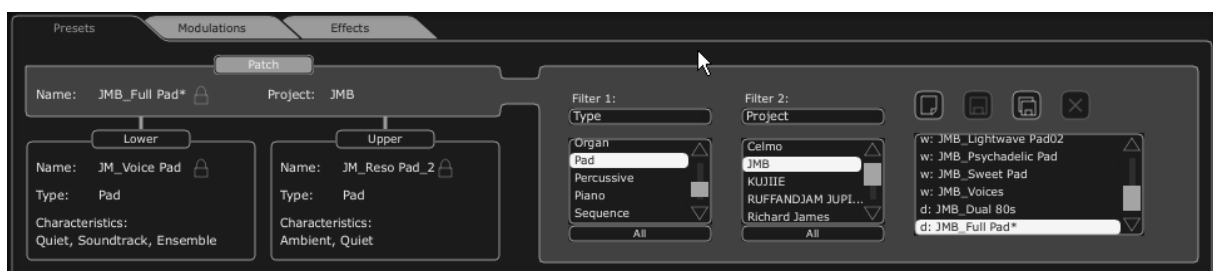 Presets
Modulations
Effects
Patch
Name: JMB_Full Pad* Project: JMB
Lower
Name: JM_Voice Pad
Type: Pad
Characteristics:
Quiet, Soundtrack, Ensemble
Upper
Name: JM_Reso Pad_2
Type: Pad
Characteristics:
Ambient, Quiet
Filter 1:
Type
Organ
Pad
Percussive
Piano
Sequence
All
Filter 2:
Project
Celmo
JMB
KUJIIE
RUFFANDJAM JUPI...
Richard James
All
w: JMB_Lightwave Pad02
w: JMB_Psychadelic Pad
w: JMB_Sweet Pad
w: JMB_Voices
d: JMB_Dual 80s
d: JMB_Full Pad*